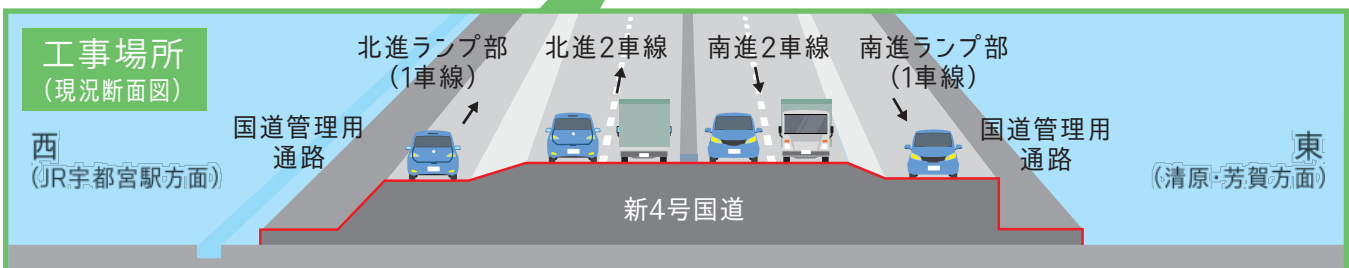 工事場所
（現況断面図）
北進ランプ部
（1車線）
北進2車線
南進2車線
南進ランプ部
（1車線）
国道管理用
通路
国道管理用
通路
西
（JR宇都宮駅方面）
東
（清原・芳賀方面）
新4号国道